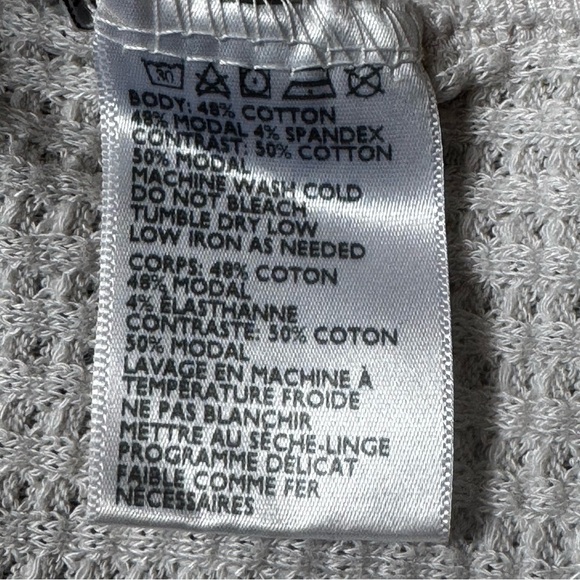 30
BODY: 48% COTTON
48% MODAL 4% SPANDEX
CONTRAST: 50% COTTON
50% MODAL
MACHINE WASH COLD
DO NOT BLEACH
TUMBLE DRY LOW
LOW IRON AS NEEDED
CORPS: 48% COTON
48% MODAL
4% ÉLASTHANNE
CONTRASTE: 50% COTON
50% MODAL
LAVAGE EN MACHINE À
TEMPÉRATURE FROIDE
NE PAS BLANCHIR
METTRE AU SÈCHE-LINGE
PROGRAMME DÉLICAT
FAIBLE COMME FER
NÉCESSAIRES